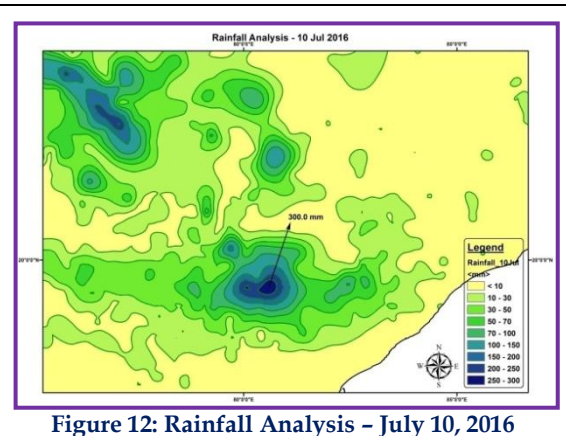 Rainfall Analysis - 10 Jul 2016
300.0 mm
Legend
Rainfall_10Jul
<mm>
< 10
10 - 30
30 - 50
50 - 70
70 - 100
100 - 150
150 - 200
200 - 250
250 - 300
N
W E
S
Figure 12: Rainfall Analysis – July 10, 2016